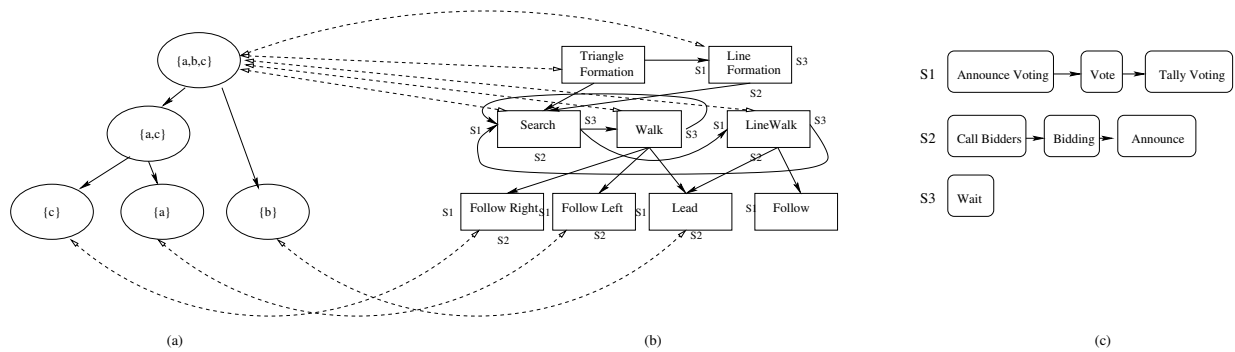 {a,b,c}
{a,c}
{c}
{a}
{b}
(a)
Triangle
Formation
S1
Line
Formation
S3
S2
S1
Search
S3
S2
Walk
S3
S1
LineWalk
S3
S2
S1
Follow Right
S2
S1
Follow Left
S2
S1
Lead
S2
S1
Follow
(b)
S1
Announce Voting
Vote
Tally Voting
S2
Call Bidders
Bidding
Announce
S3
Wait
(c)